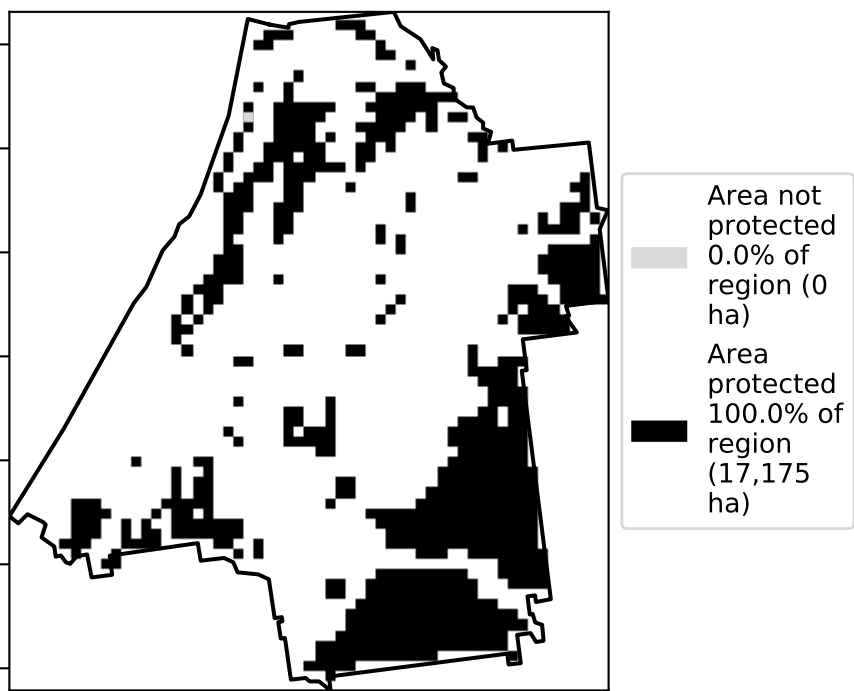 Area not
protected
0.0% of
region (0
ha)
Area
protected
100.0% of
region
(17,175
ha)